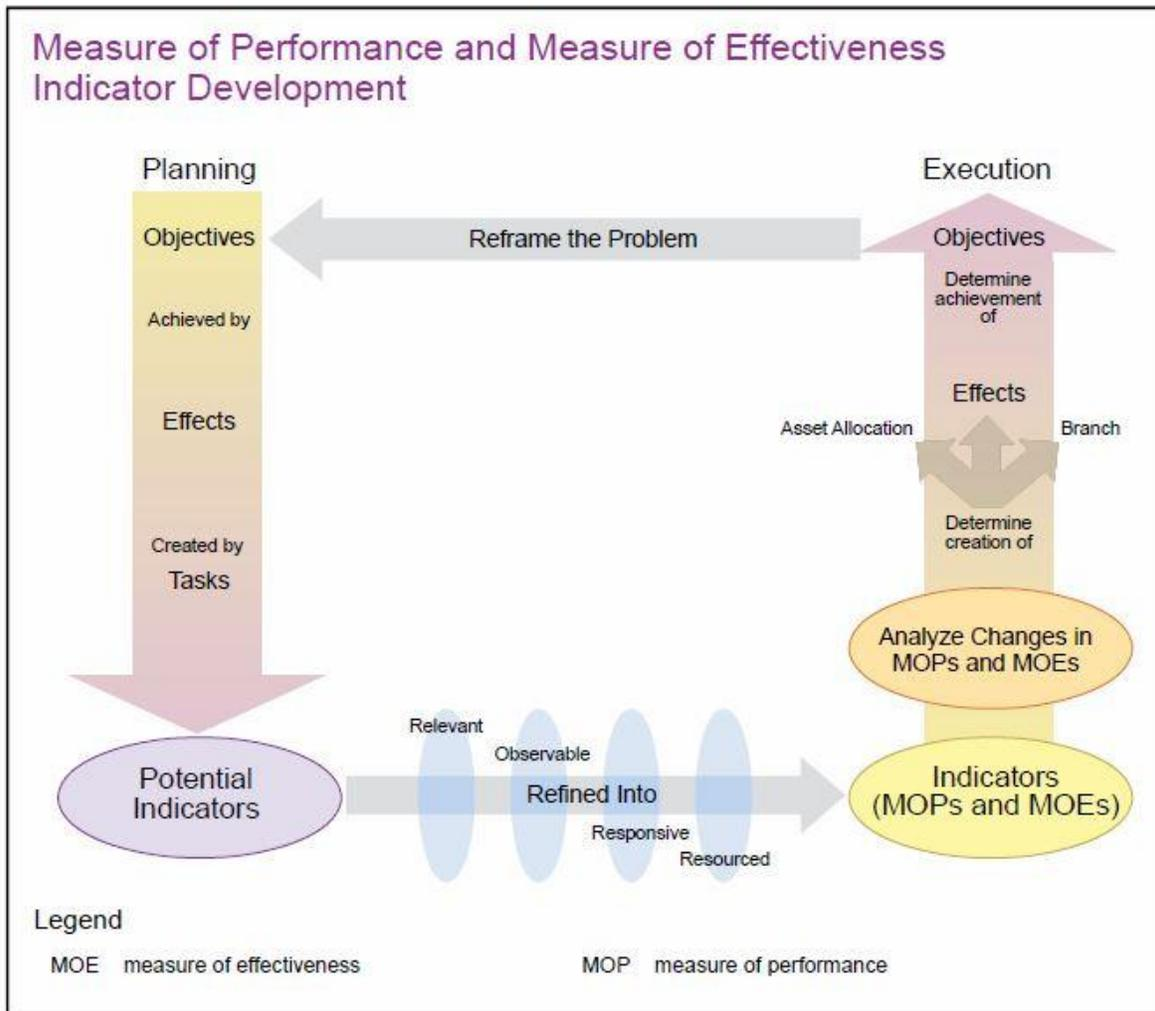 Measure of Performance and Measure of Effectiveness
Indicator Development
Planning
Objectives
Achieved by
Effects
Created by
Tasks
Potential
Indicators
Reframe the Problem
Relevant
Observable
Refined Into
Responsive
Resourced
Execution
Objectives
Determine
achievement
of
Effects
Asset Allocation
Branch
Determine
creation of
Analyze Changes in
MOPs and MOEs
Indicators
(MOPs and MOEs)
Legend
MOE measure of effectiveness
MOP measure of performance